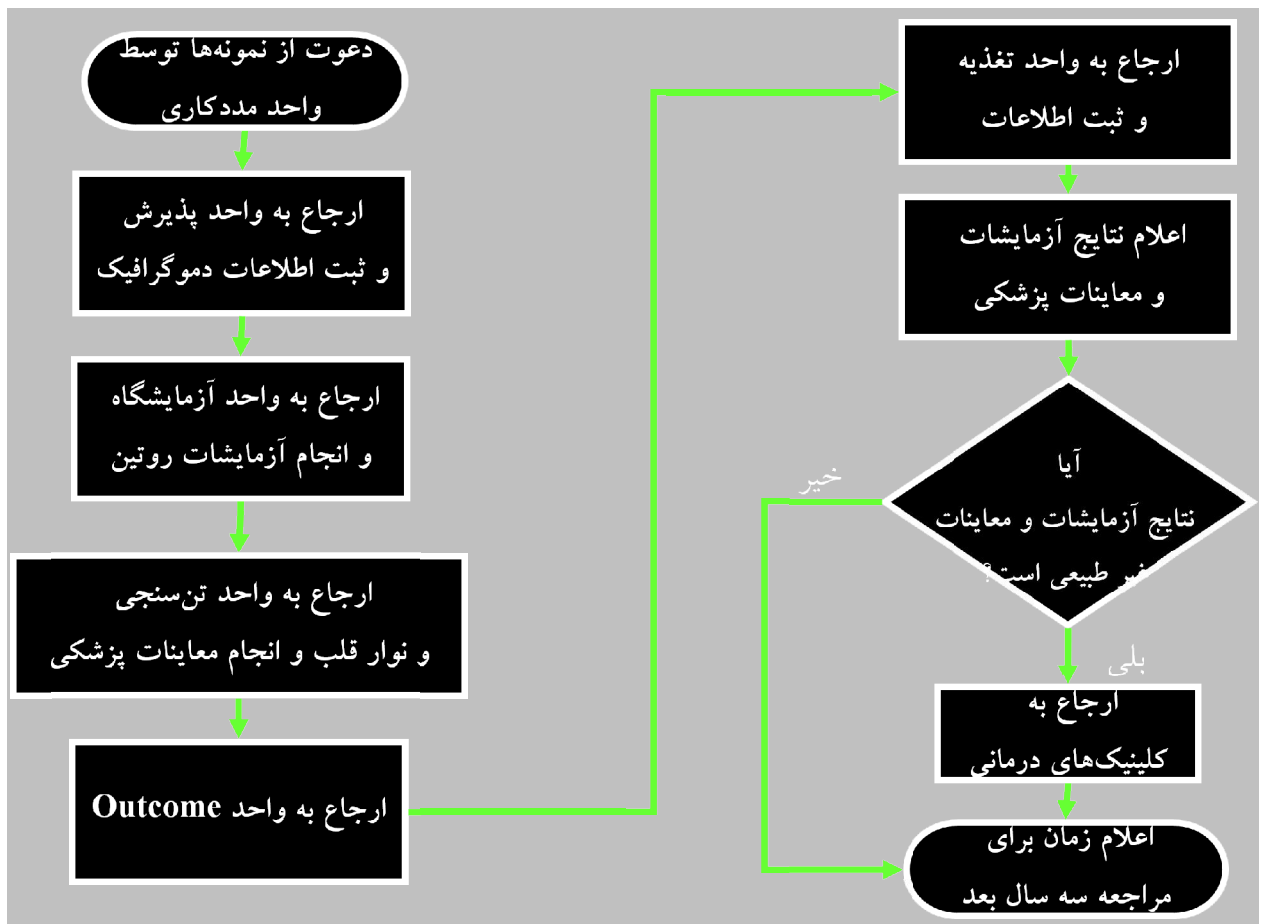 دعوت از نمونه‌ها توسط
واحد مددکاری
ارجاع به واحد پذیرش
و ثبت اطلاعات دموگرافیک
ارجاع به واحد آزمایشگاه
و انجام آزمایشات روتین
ارجاع به واحد تن‌سنجی
و نوار قلب و انجام معاینات پزشکی
ارجاع به واحد Outcome
ارجاع به واحد تغذیه
و ثبت اطلاعات
اعلام نتایج آزمایشات
و معاینات پزشکی
آیا
نتایج آزمایشات و معاینات
غیر طبیعی است؟
خیر
بلی
ارجاع به
کلینیک‌های درمانی
اعلام زمان برای
مراجعه سه سال بعد